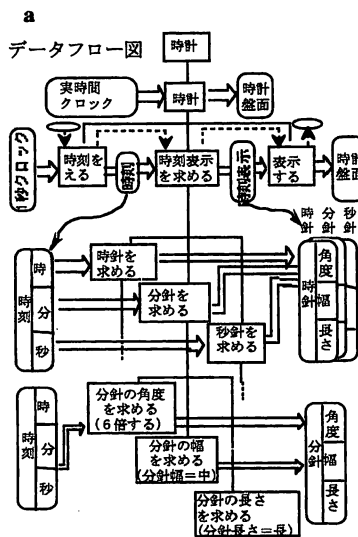 a
データフロー図
時計
実時間
クロック
時計
時計
盤面
1秒クロック
時刻を
える
時刻
時刻表示
を求める
時刻表示
表示
する
時計
盤面
時針
分針
秒針
時刻
時
分
秒
時針を
求める
分針を
求める
秒針を
求める
時針
角度
幅
長さ
時刻
時
分
秒
分針の角度
を求める
(6倍する)
分針の幅
を求める
(分針幅=中)
分針の長さ
を求める
(分針長さ=長)
分針
角度
幅
長さ